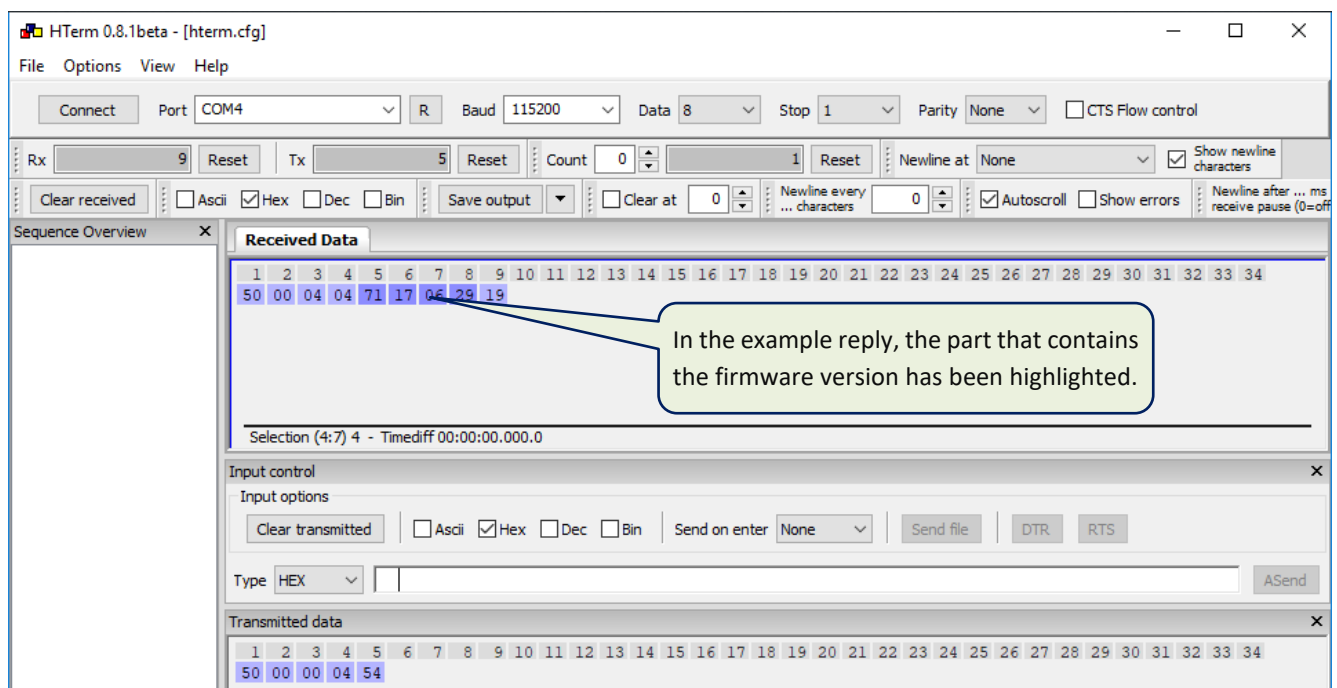 HTerm 0.8.1beta - [hterm.cfg]
File Options View Help
Connect Port COM4 R Baud 115200 Data 8 Stop 1 Parity None CTS Flow control
Rx 9 Reset Tx 5 Reset Count 0 1 Reset Newline at None Show newline characters
Clear received Ascii Hex Dec Bin Save output Clear at 0 Newline every ... characters 0 Autoscroll Show errors Newline after ... ms receive pause (0=off
Sequence Overview
Received Data
1 2 3 4 5 6 7 8 9 10 11 12 13 14 15 16 17 18 19 20 21 22 23 24 25 26 27 28 29 30 31 32 33 34
50 00 04 04 71 17 06 29 19
In the example reply, the part that contains
the firmware version has been highlighted.
Selection (4:7) 4 - Timediff 00:00:00.000.0
Input control
Input options
Clear transmitted Ascii Hex Dec Bin Send on enter None Send file DTR RTS
Type HEX ASend
Transmitted data
1 2 3 4 5 6 7 8 9 10 11 12 13 14 15 16 17 18 19 20 21 22 23 24 25 26 27 28 29 30 31 32 33 34
50 00 00 04 54